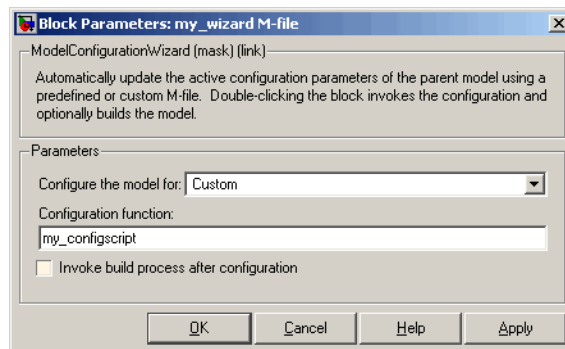 Block Parameters: my_wizard M-file
ModelConfigurationWizard (mask) (link)
Automatically update the active configuration parameters of the parent model using a
predefined or custom M-file.  Double-clicking the block invokes the configuration and
optionally builds the model.
Parameters
Configure the model for: Custom
Configuration function:
my_configscript
Invoke build process after configuration
OK Cancel Help Apply